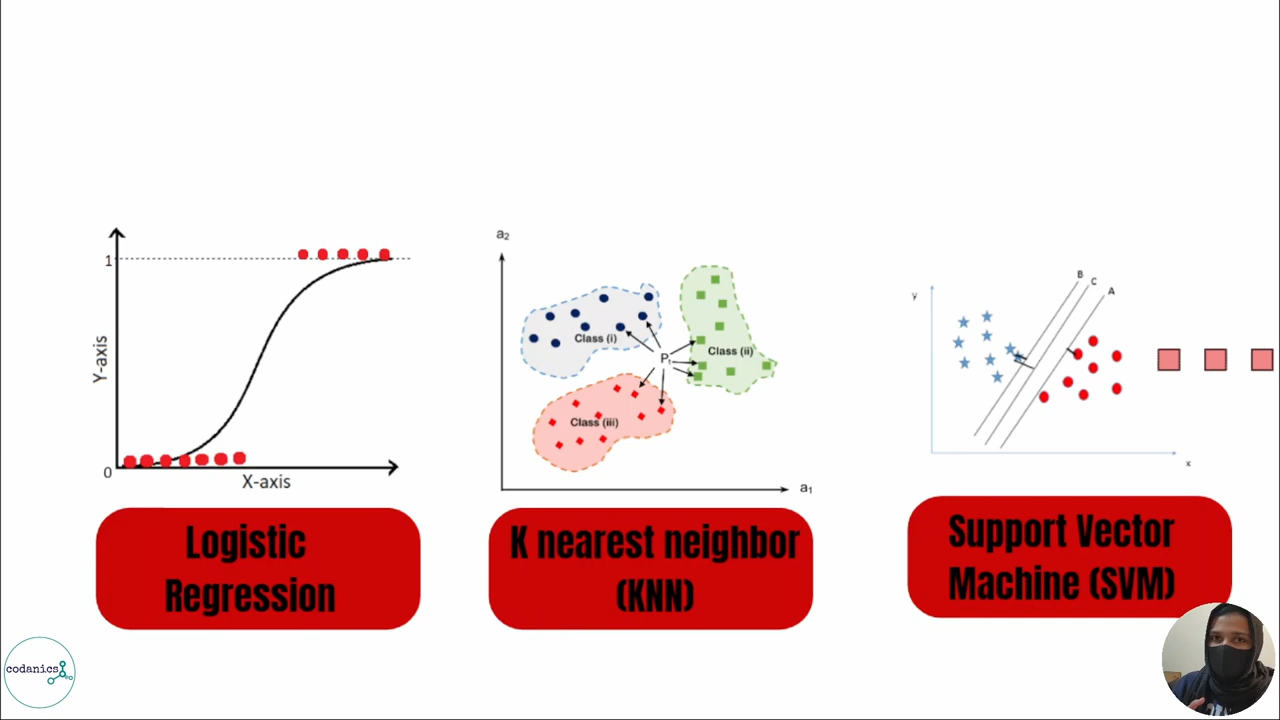 1
Y-axis
0
X-axis
Logistic
Regression
a₂
Class (i)
Class (ii)
Class (iii)
a₁
K nearest neighbor
(KNN)
B
C
A
y
x
Support Vector
Machine (SVM)
codanics